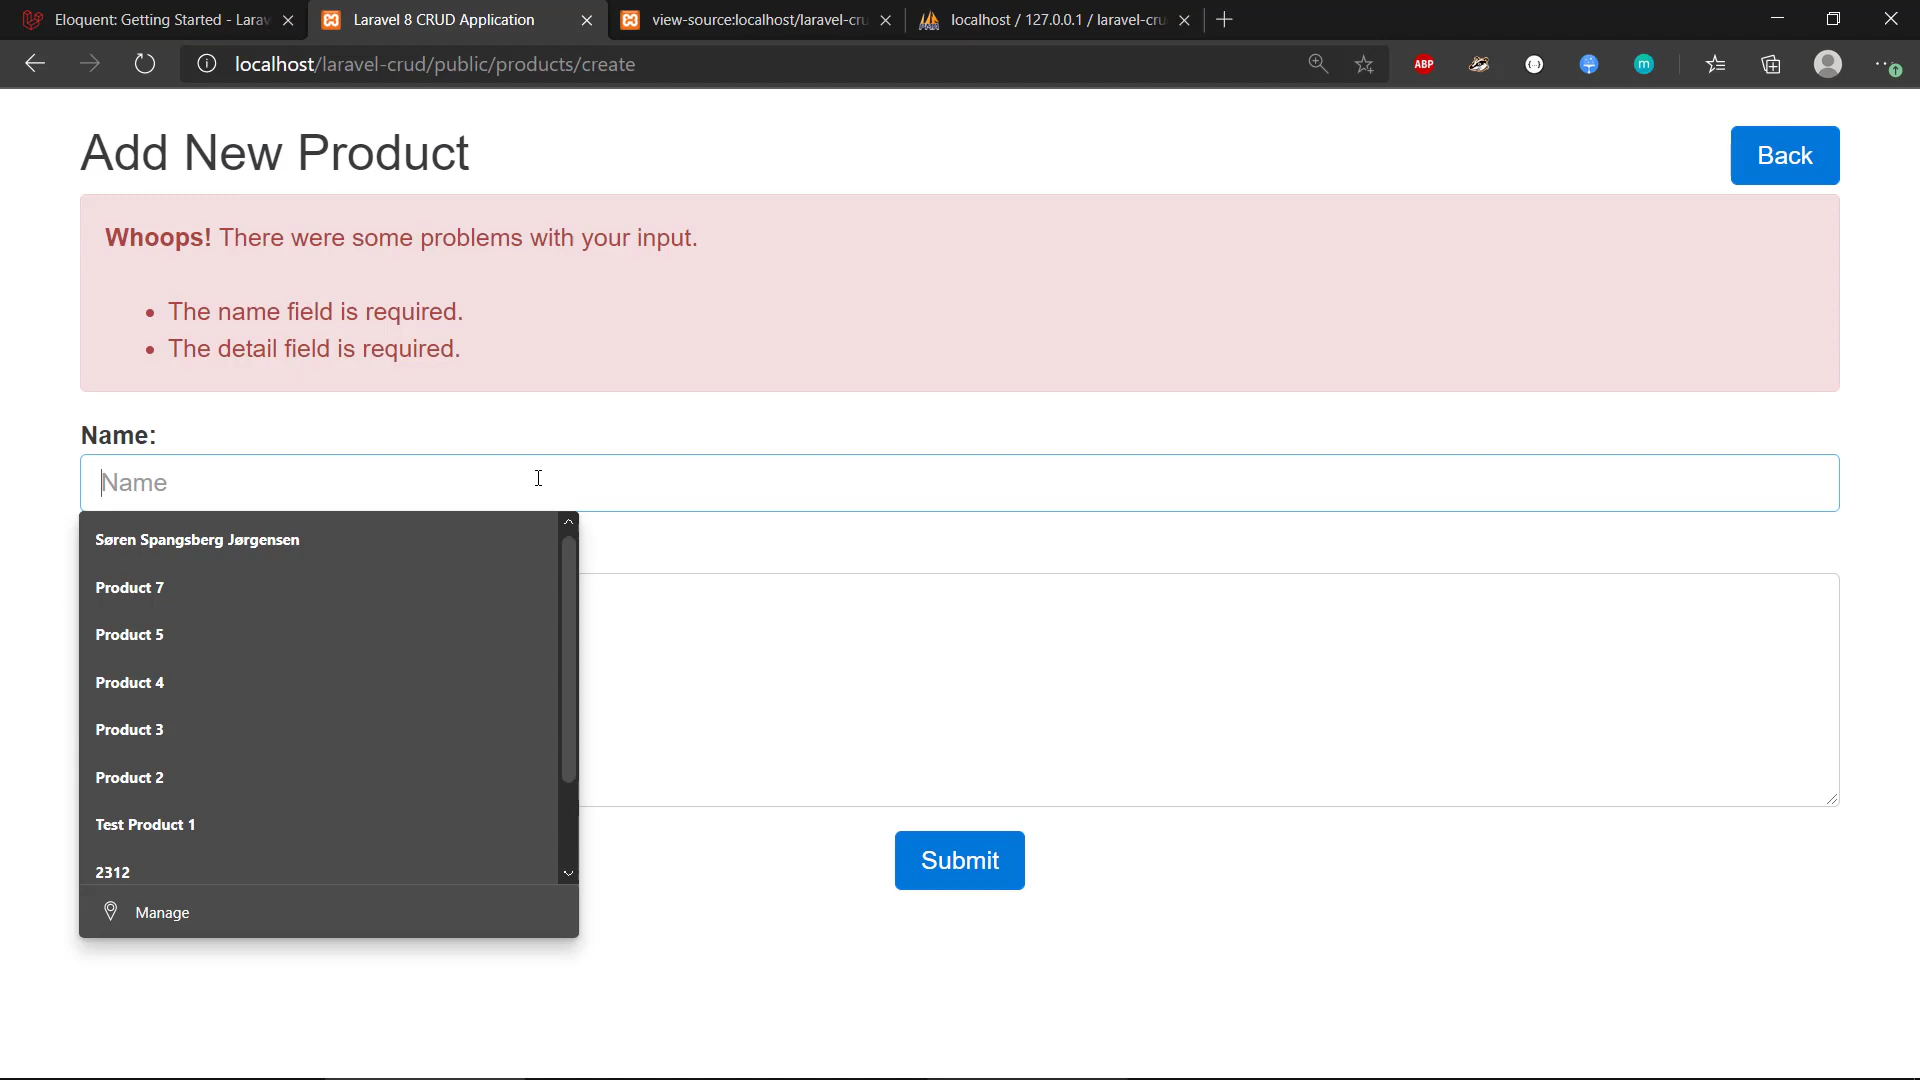 Eloquent: Getting Started - Larav
Laravel 8 CRUD Application
view-source:localhost/laravel-cru
localhost / 127.0.0.1 / laravel-cru
localhost/laravel-crud/public/products/create
ABP
m
Add New Product
Back
Whoops! There were some problems with your input.
The name field is required.
The detail field is required.
Name:
Name
Søren Spangsberg Jørgensen
Product 7
Product 5
Product 4
Product 3
Product 2
Test Product 1
2312
Manage
Submit